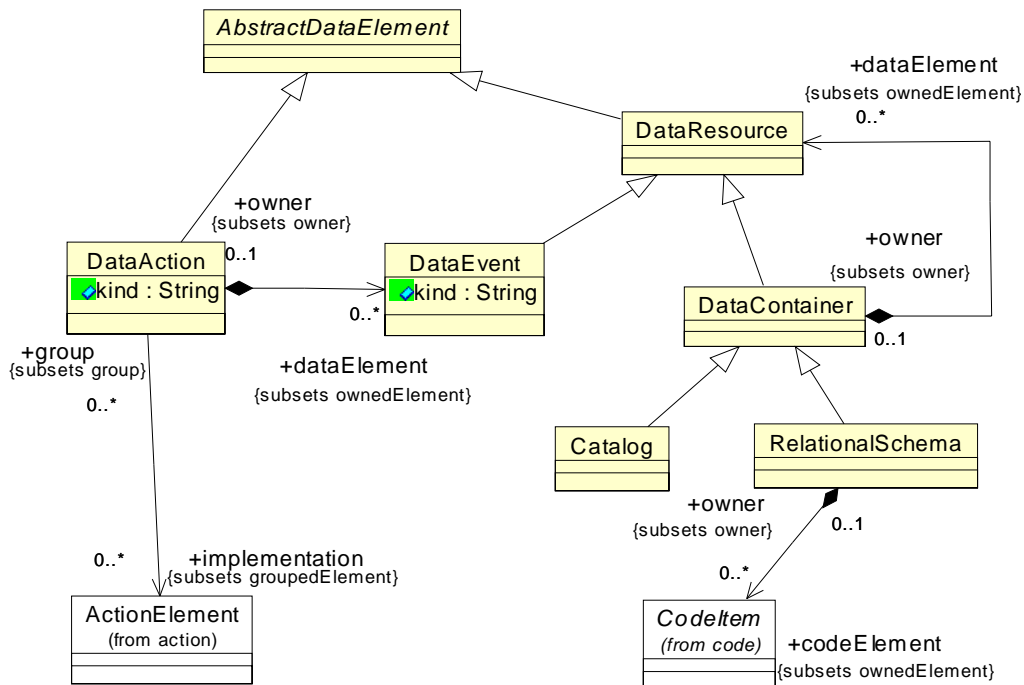 AbstractDataElement
+dataElement
{subsets ownedElement}
0..*
DataResource
+owner
{subsets owner}
0..1
DataAction
kind : String
DataEvent
kind : String
0..*
+owner
{subsets owner}
DataContainer
0..1
+group
{subsets group}
0..*
+dataElement
{subsets ownedElement}
Catalog
RelationalSchema
+owner
{subsets owner}
0..1
0..*
+implementation
{subsets groupedElement}
0..*
ActionElement
(from action)
CodeItem
(from code)
+codeElement
{subsets ownedElement}